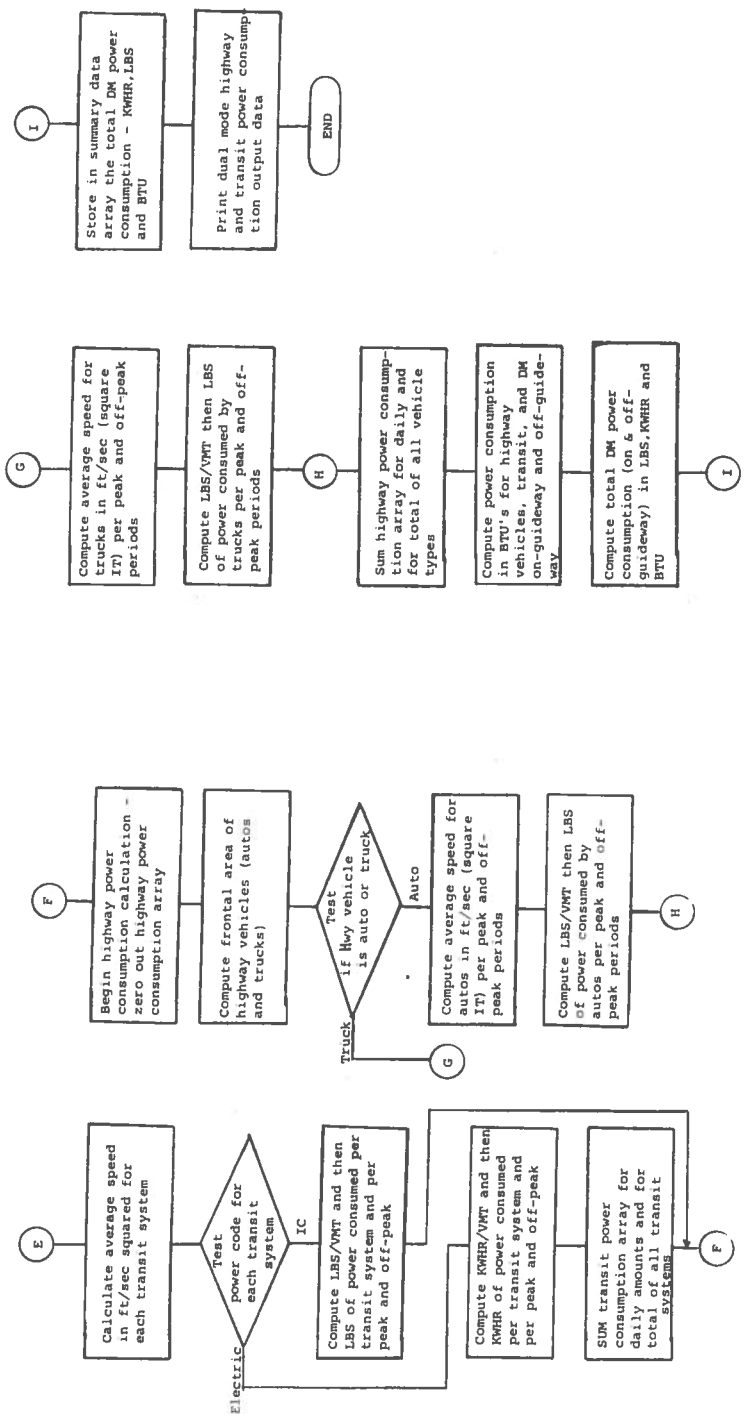 E
Calculate average speed
in ft/sec squared for
each transit system
Test
power code for
each transit
system
Electric
IC
Compute LBS/VMT and then
LBS of power consumed per
transit system and per
peak and off-peak
Compute KWHR/VMT and then
KWHR of power consumed
per transit system and
per peak and off-peak
SUM transit power
consumption array for
daily amounts and for
total of all transit
systems
F
F
Begin highway power
consumption calculation -
zero out highway power
consumption array
Compute frontal area of
highway vehicles (autos
and trucks)
Test
if Hwy vehicle
is auto or truck
Truck
Auto
G
Compute average speed for
autos in ft/sec (square
IT) per peak and off-
peak periods
Compute LBS/VMT then LBS
of power consumed by
autos per peak and off-
peak periods
H
G
Compute average speed for
trucks in ft/sec (square
IT) per peak and off-peak
periods
Compute LBS/VMT then LBS
of power consumed by
trucks per peak and off-
peak periods
H
Sum highway power consump-
tion array for daily and
for total of all vehicle
types
Compute power consumption
in BTU's for highway
vehicles, transit, and DM
on-guideway and off-guide-
way
Compute total DM power
consumption (on & off-
guideway) in LBS,KWHR and
BTU
I
I
Store in summary data
array the total DM power
consumption - KWHR,LBS
and BTU
Print dual mode highway
and transit power consump-
tion output data
END